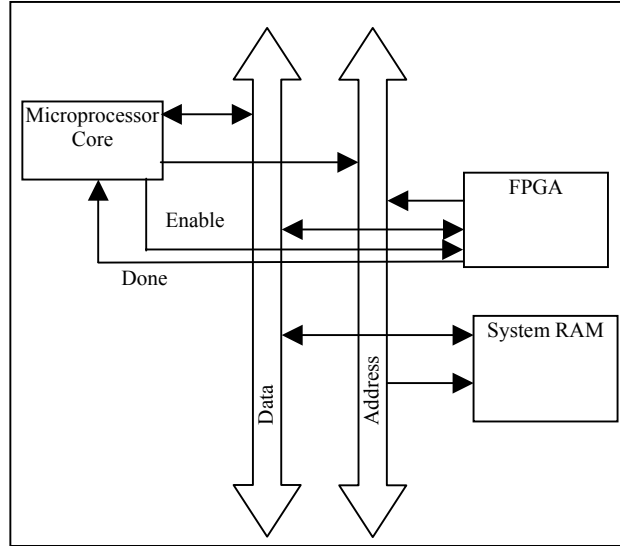 Microprocessor
Core
FPGA
Enable
Done
System RAM
Data
Address